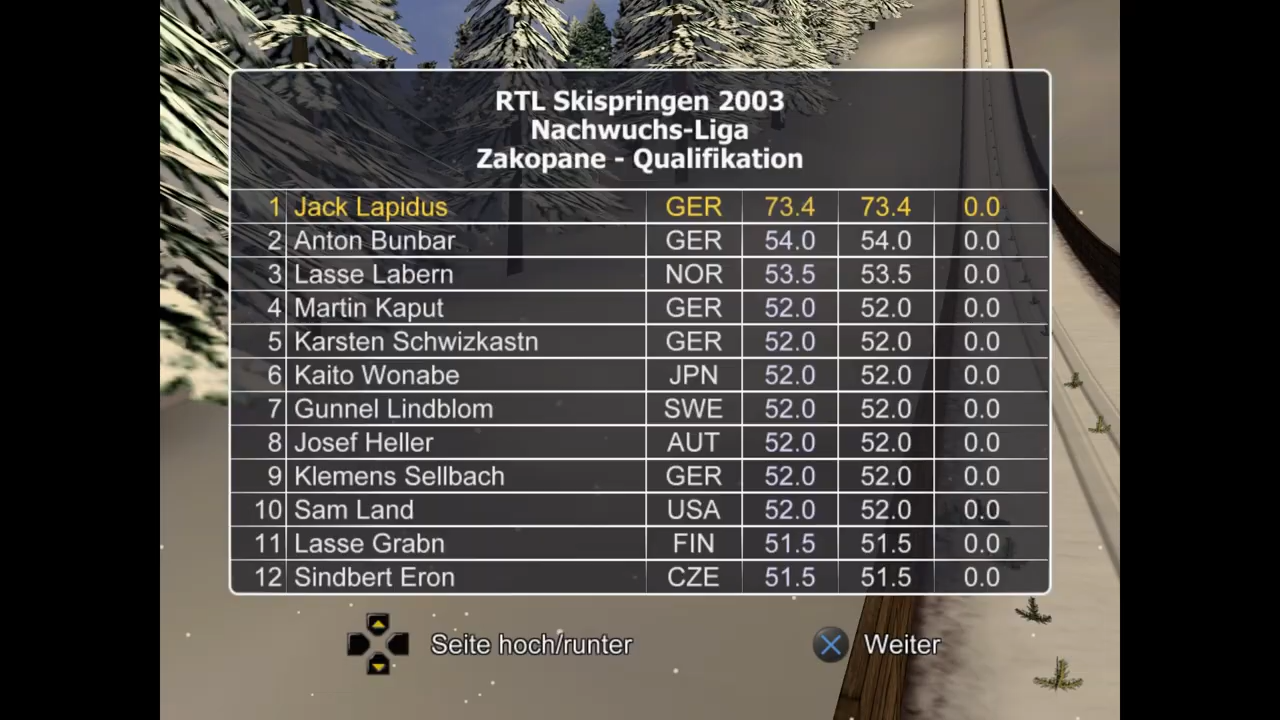 RTL Skispringen 2003
Nachwuchs-Liga
Zakopane - Qualifikation
1 Jack Lapidus GER 73.4 73.4 0.0
2 Anton Bunbar GER 54.0 54.0 0.0
3 Lasse Labern NOR 53.5 53.5 0.0
4 Martin Kaput GER 52.0 52.0 0.0
5 Karsten Schwizkastn GER 52.0 52.0 0.0
6 Kaito Wonabe JPN 52.0 52.0 0.0
7 Gunnel Lindblom SWE 52.0 52.0 0.0
8 Josef Heller AUT 52.0 52.0 0.0
9 Klemens Sellbach GER 52.0 52.0 0.0
10 Sam Land USA 52.0 52.0 0.0
11 Lasse Grabn FIN 51.5 51.5 0.0
12 Sindbert Eron CZE 51.5 51.5 0.0
Seite hoch/runter Weiter